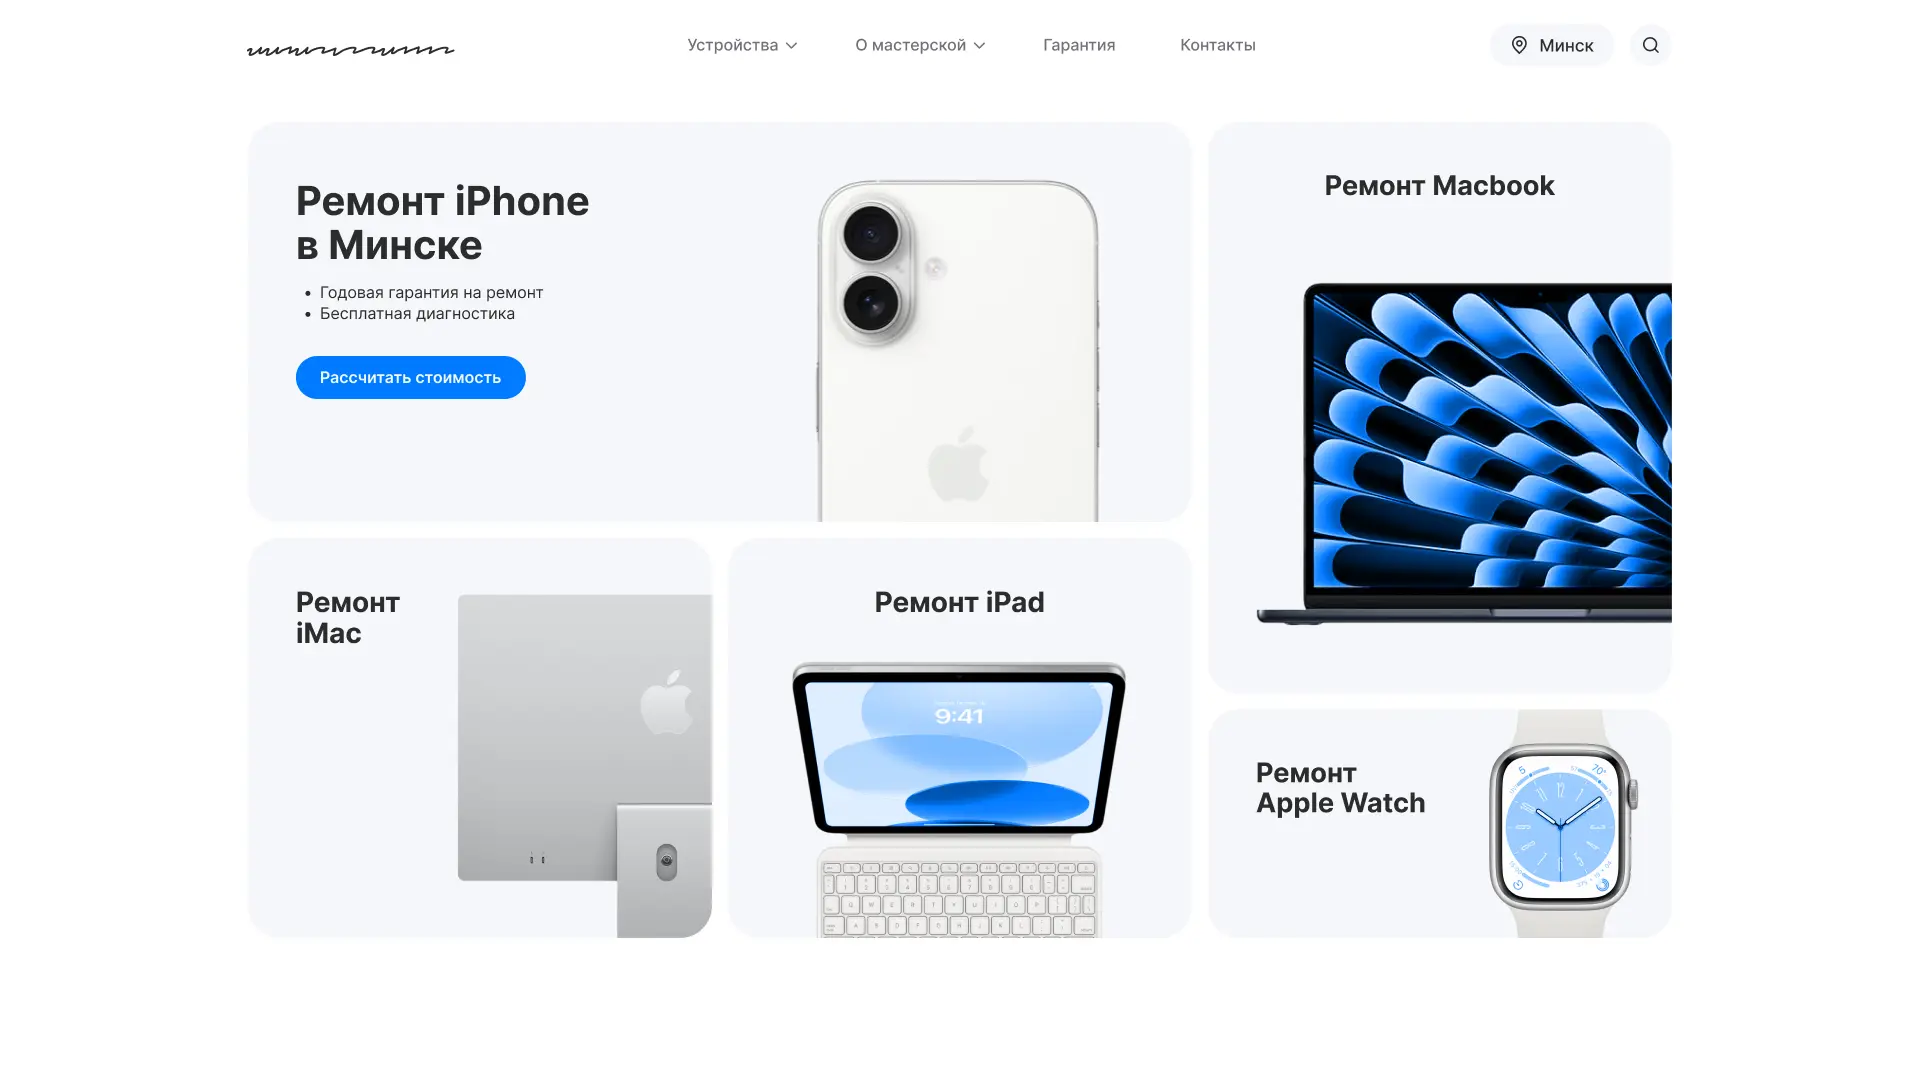 Устройства
О мастерской
Гарантия
Контакты
Минск
Ремонт iPhone
в Минске
• Годовая гарантия на ремонт
• Бесплатная диагностика
Рассчитать стоимость
Ремонт Macbook
Ремонт
iMac
Ремонт iPad
9:41
Ремонт
Apple Watch